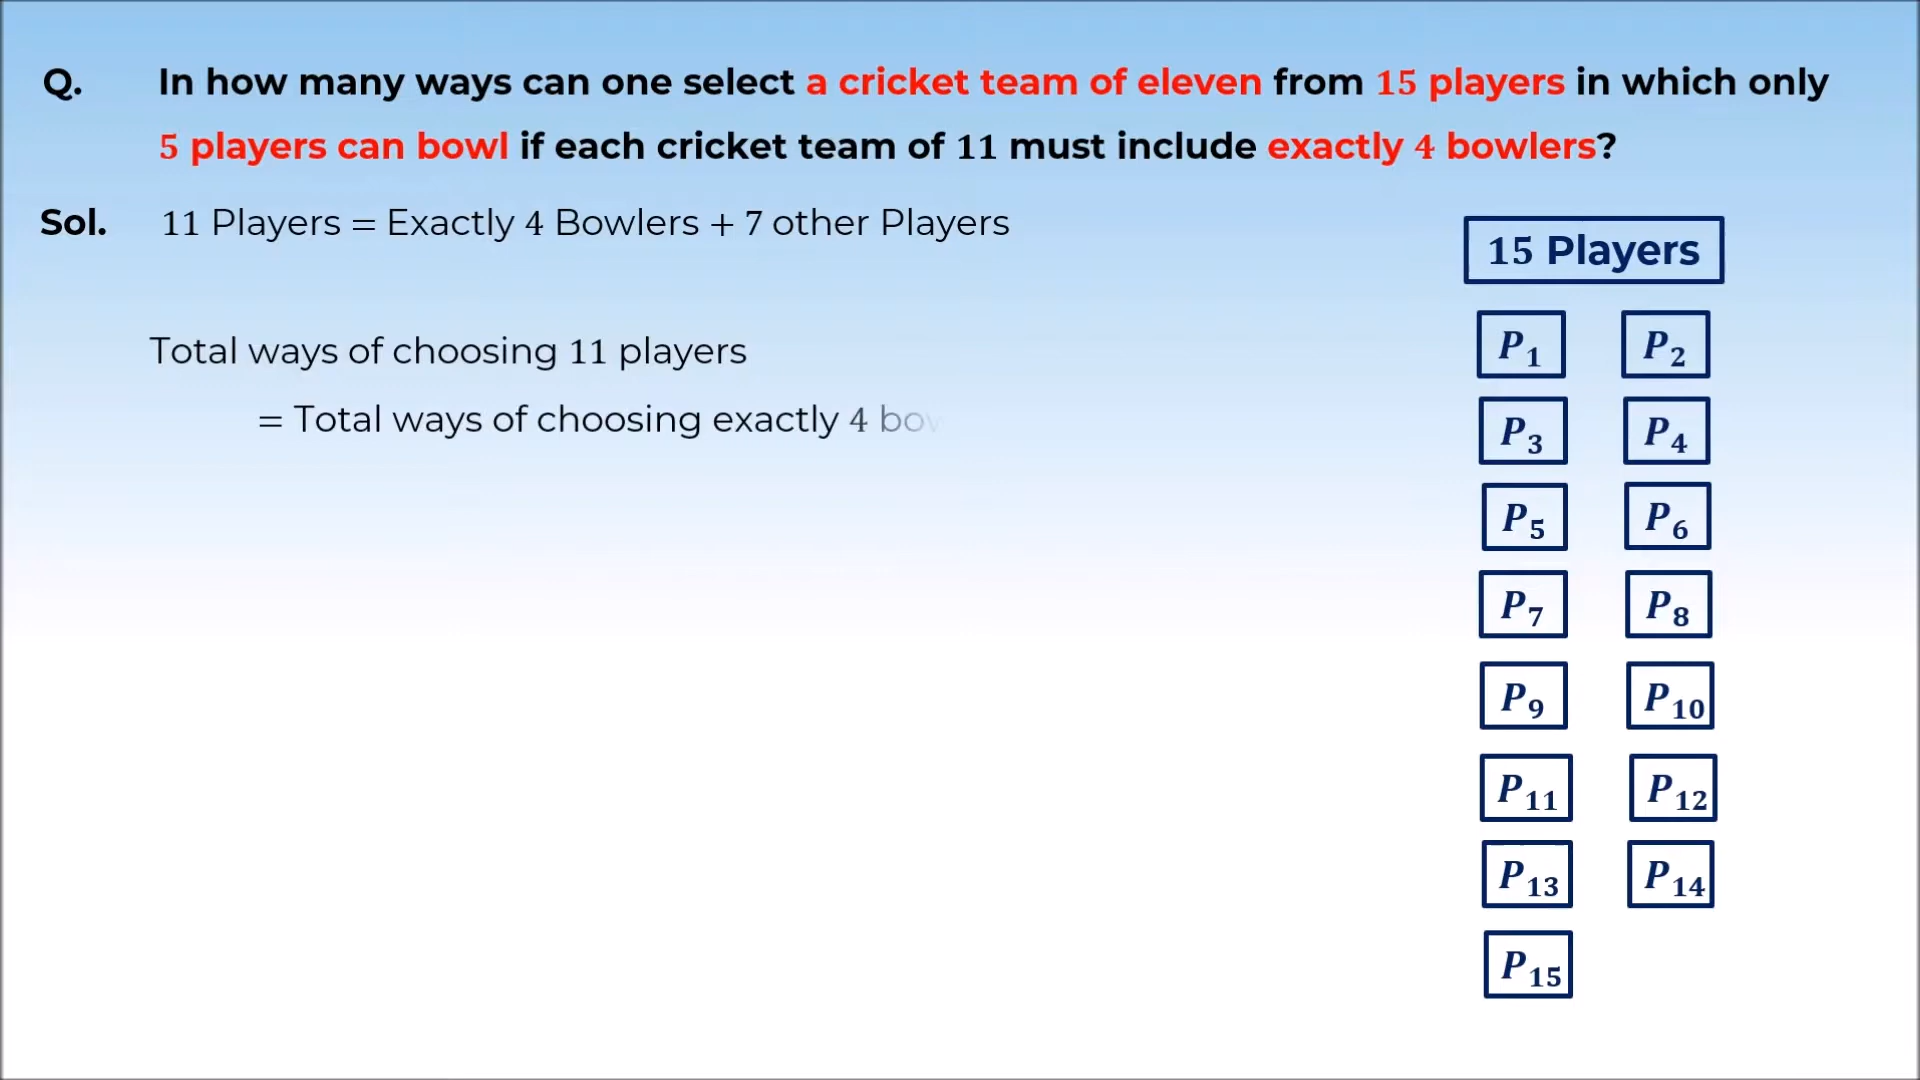 Q. In how many ways can one select a cricket team of eleven from 15 players in which only
5 players can bowl if each cricket team of 11 must include exactly 4 bowlers?
Sol. 11 Players = Exactly 4 Bowlers + 7 other Players
15 Players
Total ways of choosing 11 players
= Total ways of choosing exactly 4
P₁ P₂
P₃ P₄
P₅ P₆
P₇ P₈
P₉ P₁₀
P₁₁ P₁₂
P₁₃ P₁₄
P₁₅